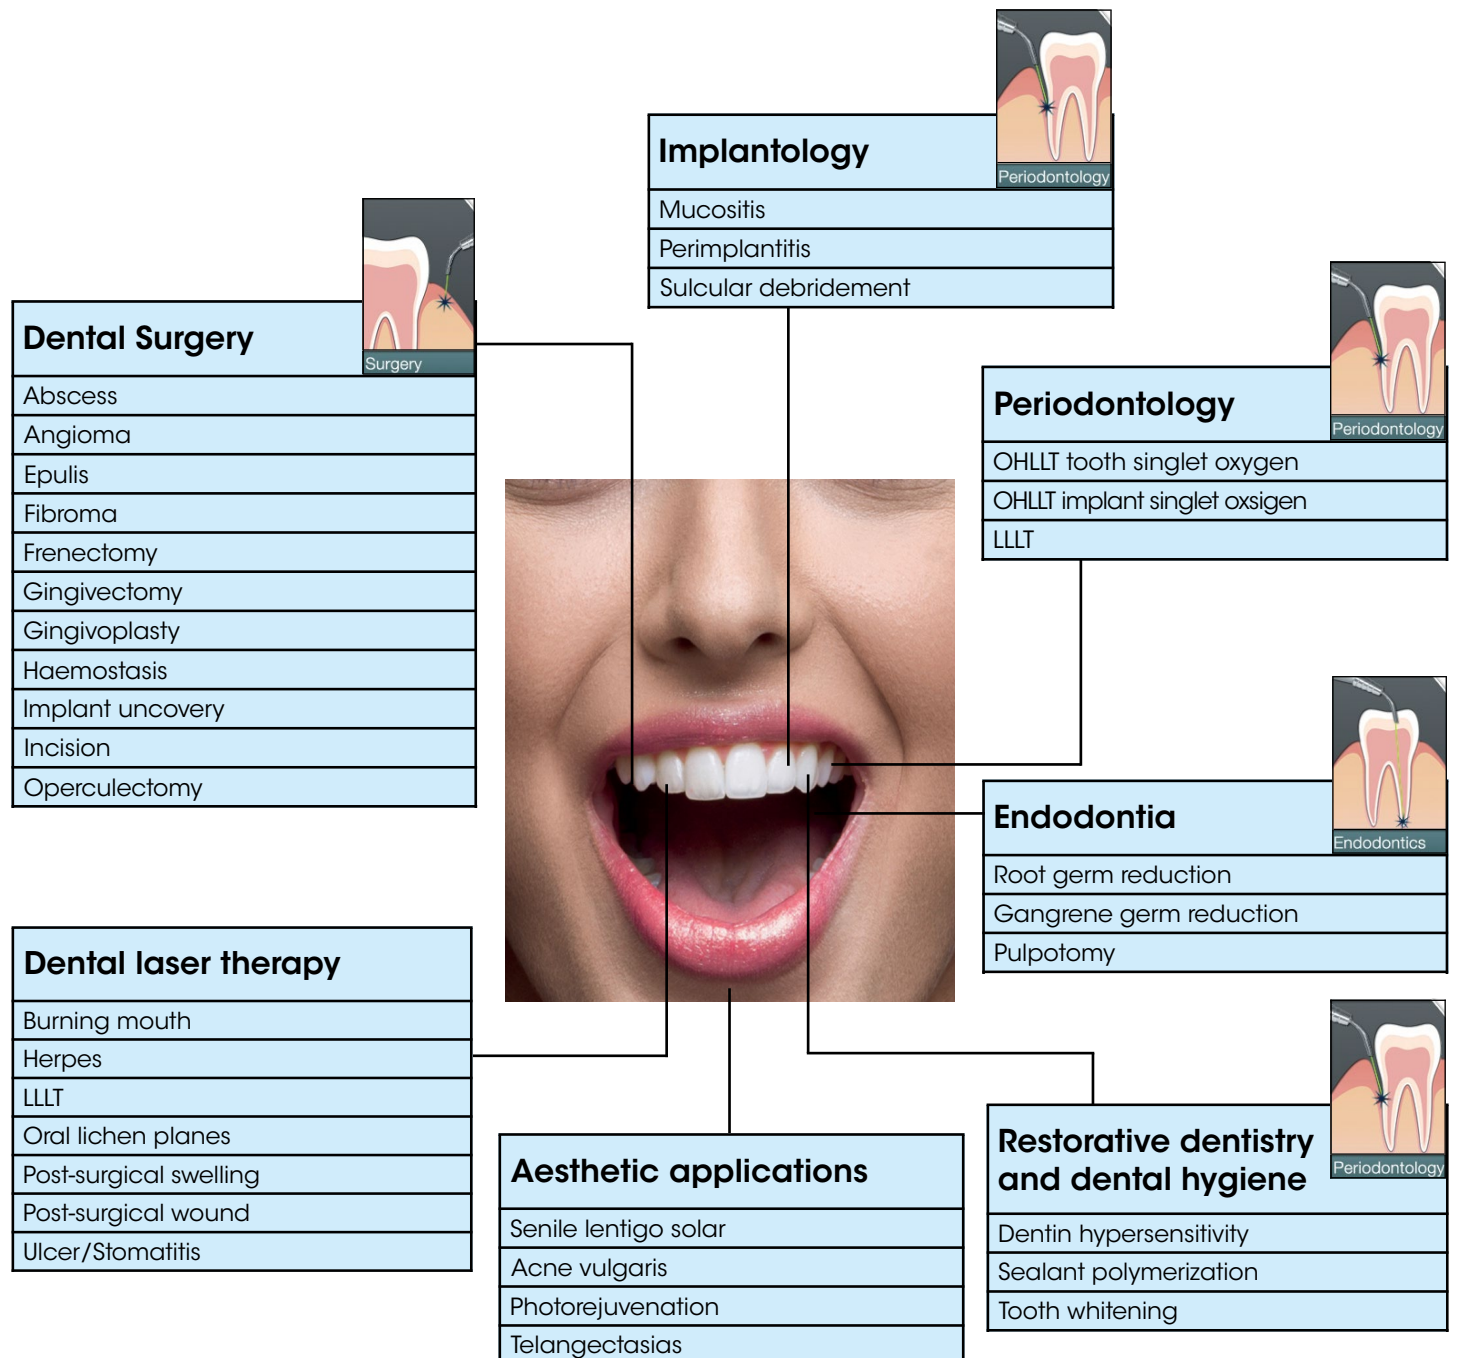 Implantology
Periodontology
Mucositis
Perimplantitis
Sulcular debridement
Dental Surgery
Surgery
Abscess
Angioma
Epulis
Fibroma
Frenectomy
Gingivectomy
Gingivoplasty
Haemostasis
Implant uncovery
Incision
Operculectomy
Periodontology
Periodontology
OHLLT tooth singlet oxygen
OHLLT implant singlet oxsigen
LLLT
Endodontia
Endodontics
Root germ reduction
Gangrene germ reduction
Pulpotomy
Dental laser therapy
Burning mouth
Herpes
LLLT
Oral lichen planes
Post-surgical swelling
Post-surgical wound
Ulcer/Stomatitis
Aesthetic applications
Senile lentigo solar
Acne vulgaris
Photorejuvenation
Telangectasias
Restorative dentistry
and dental hygiene
Periodontology
Dentin hypersensitivity
Sealant polymerization
Tooth whitening